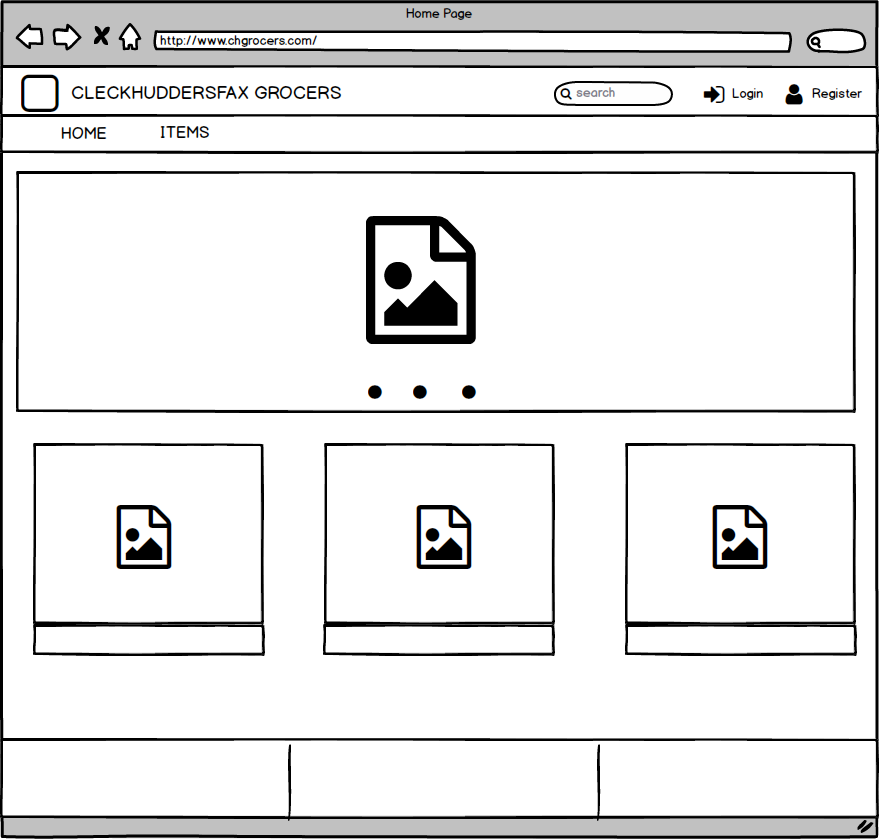 Home Page
http://www.chgrocers.com/
CLECKHUDDERSFAX GROCERS
search
Login
Register
HOME
ITEMS